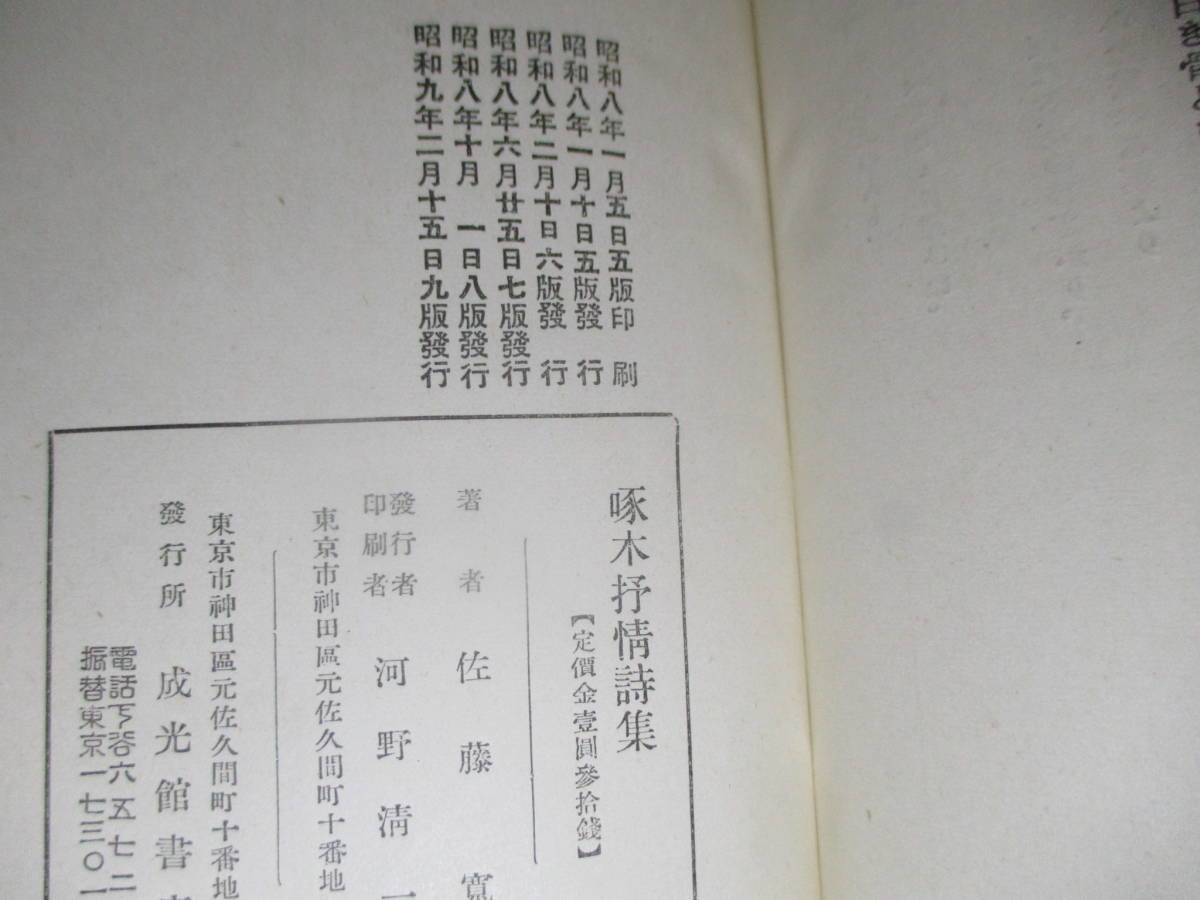 昭和八年一月五日五版印刷
昭和八年一月十日五版發行
昭和八年二月十日六版發行
昭和八年六月廿五日七版發行
昭和八年十月一日八版發行
昭和九年二月十五日九版發行
啄木抒情詩集
【定價金壹圓參拾錢】
著者 佐藤寬
發行者
印刷者 河野淸一
東京市神田區元佐久間町十番地
東京市神田區元佐久間町十番地
發行所 成光館書
電話下谷六五七二
振替東京一七三〇一